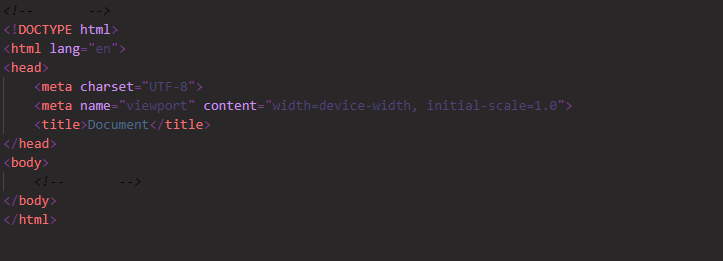 <!-- -->
<!DOCTYPE html>
<html lang="en">
<head>
<meta charset="UTF-8">
<meta name="viewport" content="width=device-width, initial-scale=1.0">
<title>Document</title>
</head>
<body>
<!-- -->
</body>
</html>